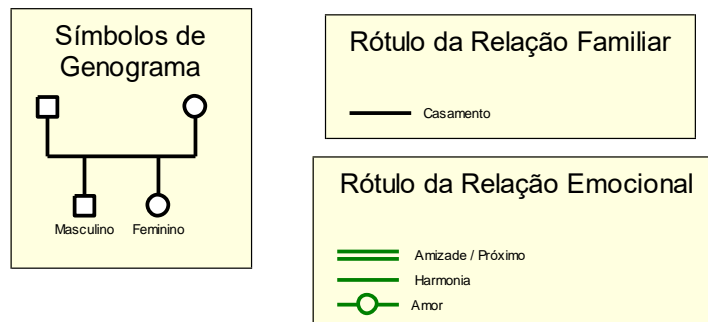 Símbolos de
Genograma
Masculino Feminino
Rótulo da Relação Familiar
Casamento
Rótulo da Relação Emocional
Amizade / Próximo
Harmonia
Amor